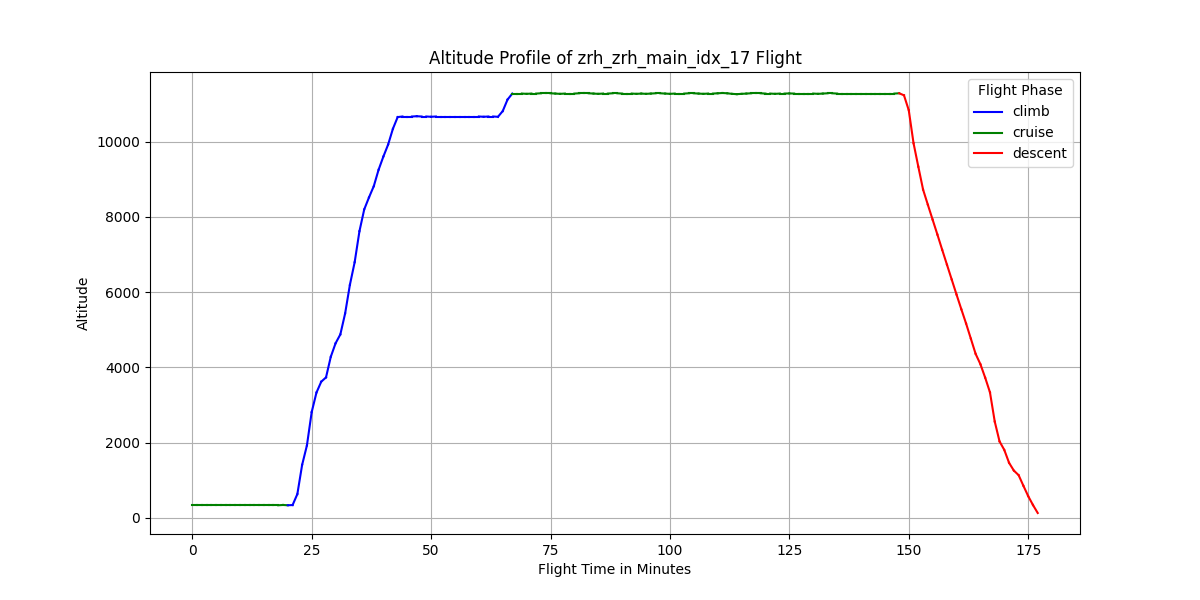 Altitude Profile of zrh_zrh_main_idx_17 Flight
Flight Phase
climb
cruise
descent
Altitude
10000
8000
6000
4000
2000
0
0 25 50 75 100 125 150 175
Flight Time in Minutes